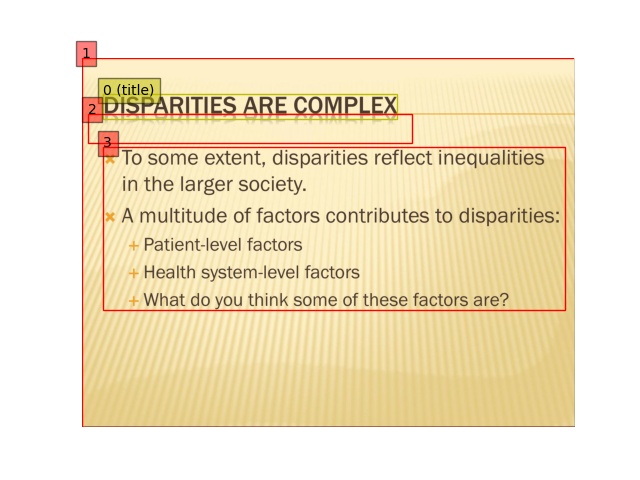 1
0 (title)
2
DISPARITIES ARE COMPLEX
3
To some extent, disparities reflect inequalities
in the larger society.
A multitude of factors contributes to disparities:
Patient-level factors
Health system-level factors
What do you think some of these factors are?